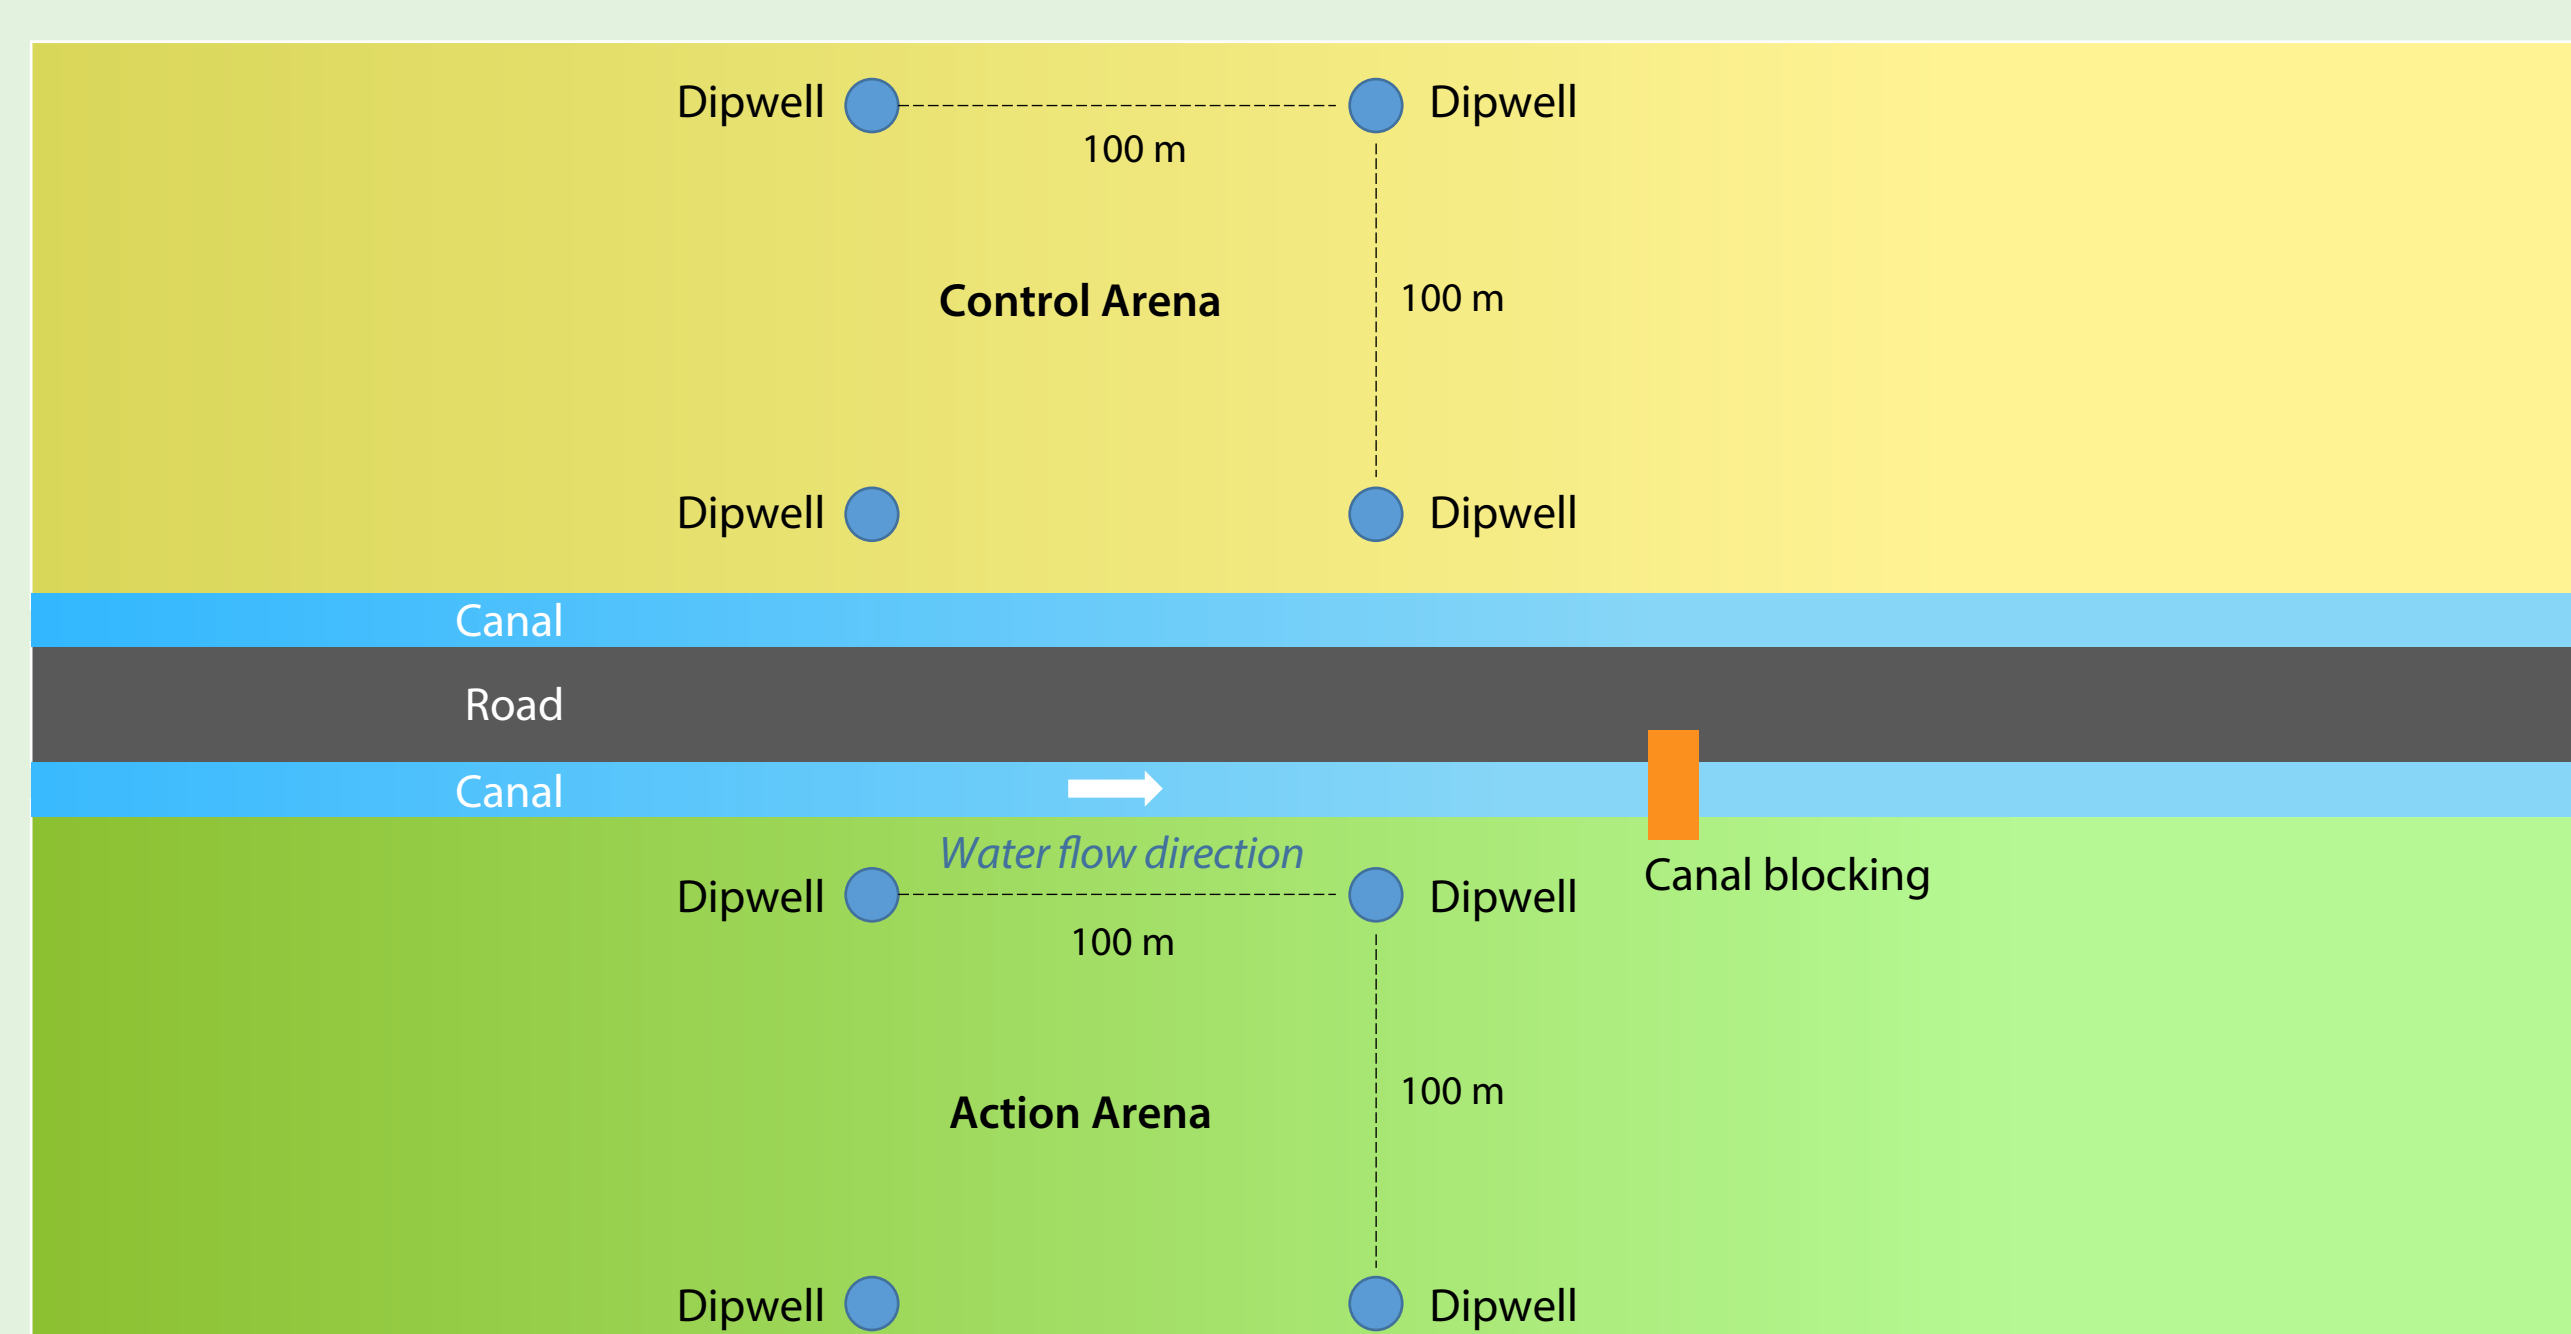 Dipwell
Dipwell
100 m
Control Arena
100 m
Dipwell
Dipwell
Canal
Road
Canal
Water flow direction
Canal blocking
Dipwell
Dipwell
100 m
Action Arena
100 m
Dipwell
Dipwell